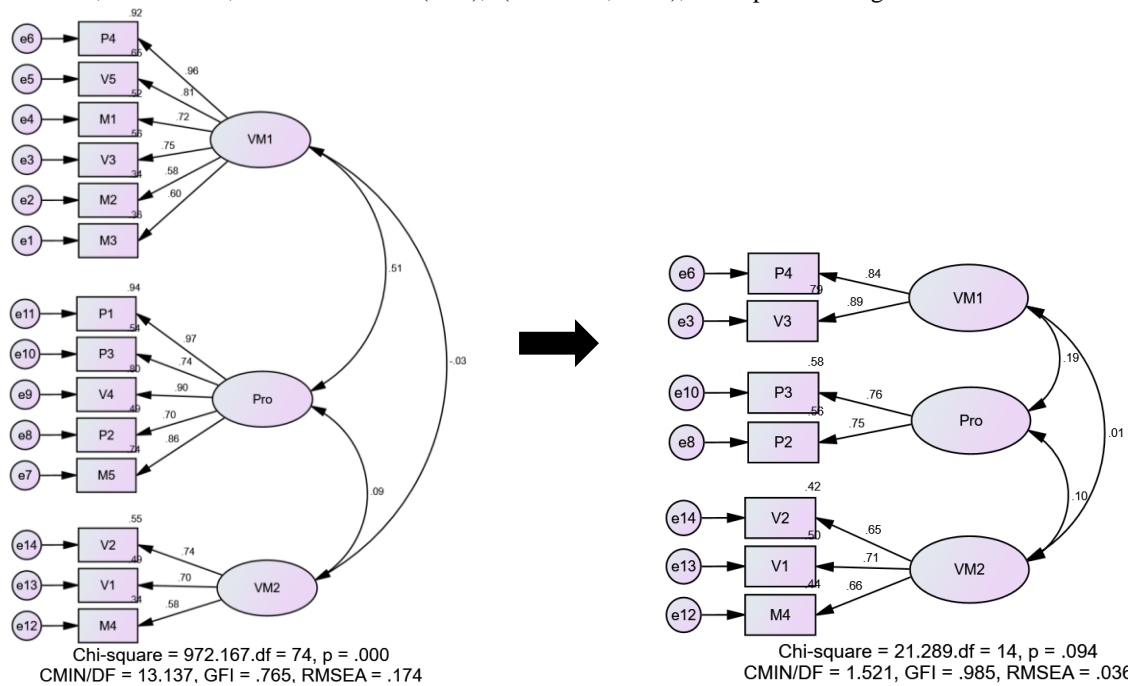 .92
e6 P4
.96
.65
e5 V5
.81
.52
e4 M1
.72
VM1
.56
e3 V3
.75
.34
e2 M2
.58
.36
e1 M3
.60
.51
-.03
.94
e11 P1
.97
.54
e10 P3
.74
.80
e9 V4
.90
Pro
.49
e8 P2
.70
.74
e7 M5
.86
.09
.55
e14 V2
.74
.49
e13 V1
.70
VM2
.34
e12 M4
.58
Chi-square = 972.167.df = 74, p = .000
CMIN/DF = 13.137, GFI = .765, RMSEA = .174
e6 P4
.84
VM1
.79
e3 V3
.89
.19
.01
.58
e10 P3
.76
Pro
.56
e8 P2
.75
.10
.42
e14 V2
.65
.50
e13 V1
.71
VM2
.44
e12 M4
.66
Chi-square = 21.289.df = 14, p = .094
CMIN/DF = 1.521, GFI = .985, RMSEA = .036